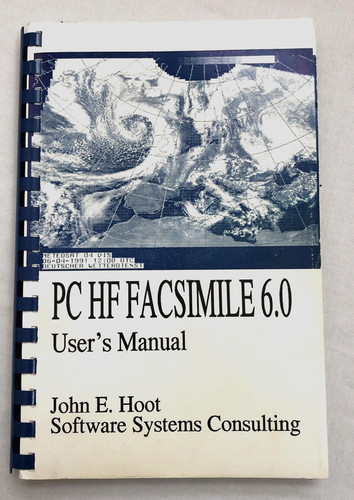 METEOSAT 04 VIS
06-04-1991 12:00 UTC
DEUTSCHER WETTERDIENST
PC HF FACSIMILE 6.0
User's Manual
John E. Hoot
Software Systems Consulting